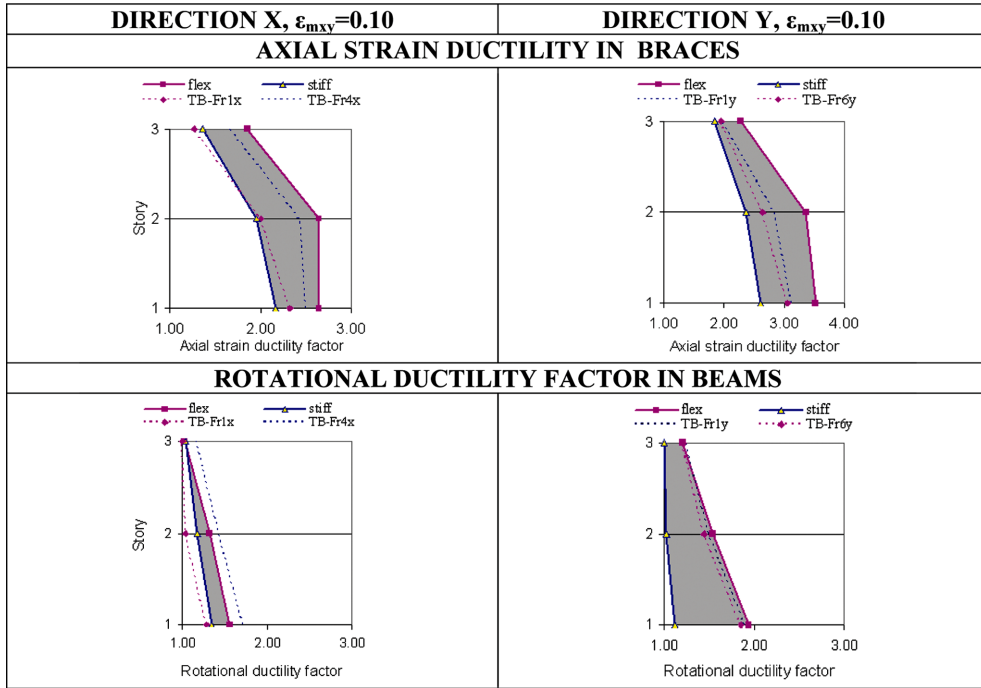 DIRECTION X, εmxy=0.10
DIRECTION Y, εmxy=0.10
AXIAL STRAIN DUCTILITY IN BRACES
flex
stiff
TB-Fr1x
TB-Fr4x
3
2
1
Story
1.00
2.00
3.00
Axial strain ductility factor
flex
stiff
TB-Fr1y
TB-Fr6y
3
2
1
1.00
2.00
3.00
4.00
Axial strain ductility factor
ROTATIONAL DUCTILITY FACTOR IN BEAMS
flex
stiff
TB-Fr1x
TB-Fr4x
3
2
1
Story
1.00
2.00
3.00
Rotational ductility factor
flex
stiff
TB-Fr1y
TB-Fr6y
3
2
1
1.00
2.00
3.00
Rotational ductility factor